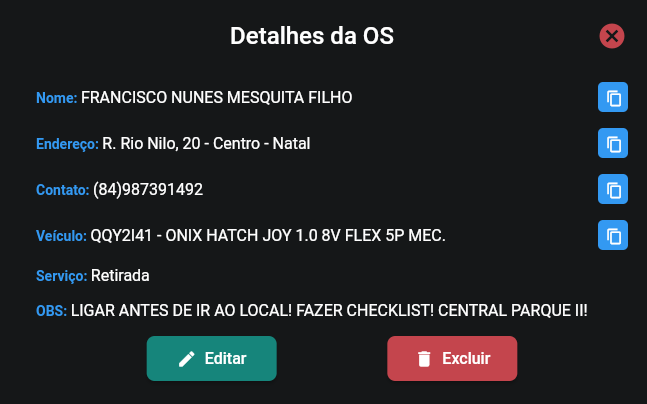 Detalhes da OS
Nome: FRANCISCO NUNES MESQUITA FILHO
Endereço: R. Rio Nilo, 20 - Centro - Natal
Contato: (84)987391492
Veículo: QQY2I41 - ONIX HATCH JOY 1.0 8V FLEX 5P MEC.
Serviço: Retirada
OBS: LIGAR ANTES DE IR AO LOCAL! FAZER CHECKLIST! CENTRAL PARQUE II!
Editar
Excluir